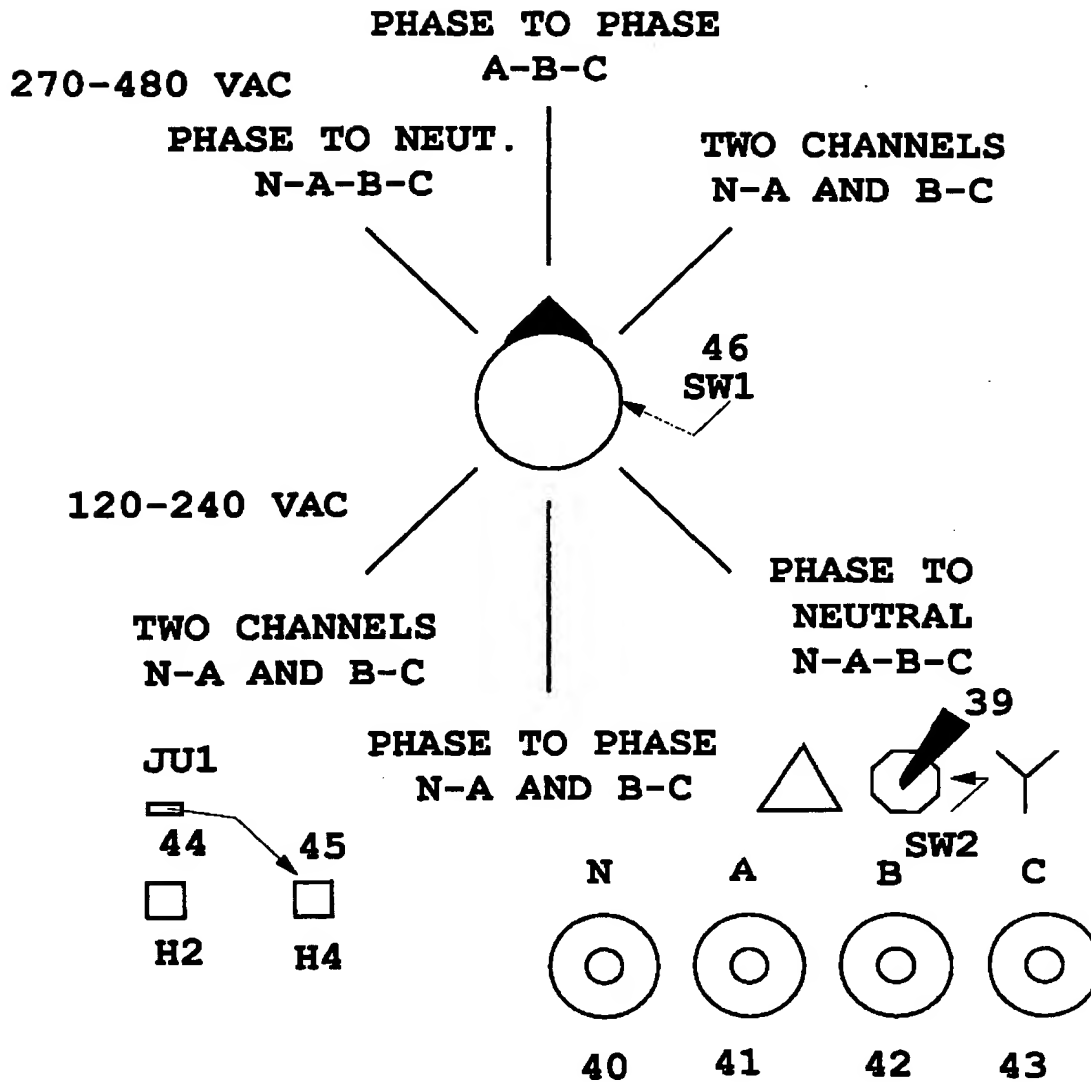 PHASE TO PHASE
A-B-C
270-480 VAC
PHASE TO NEUT.
N-A-B-C
TWO CHANNELS
N-A AND B-C
46
SW1
120-240 VAC
PHASE TO
NEUTRAL
N-A-B-C
TWO CHANNELS
N-A AND B-C
39
PHASE TO PHASE
N-A AND B-C
JU1
44
45
SW2
N
A
B
C
H2
H4
40
41
42
43